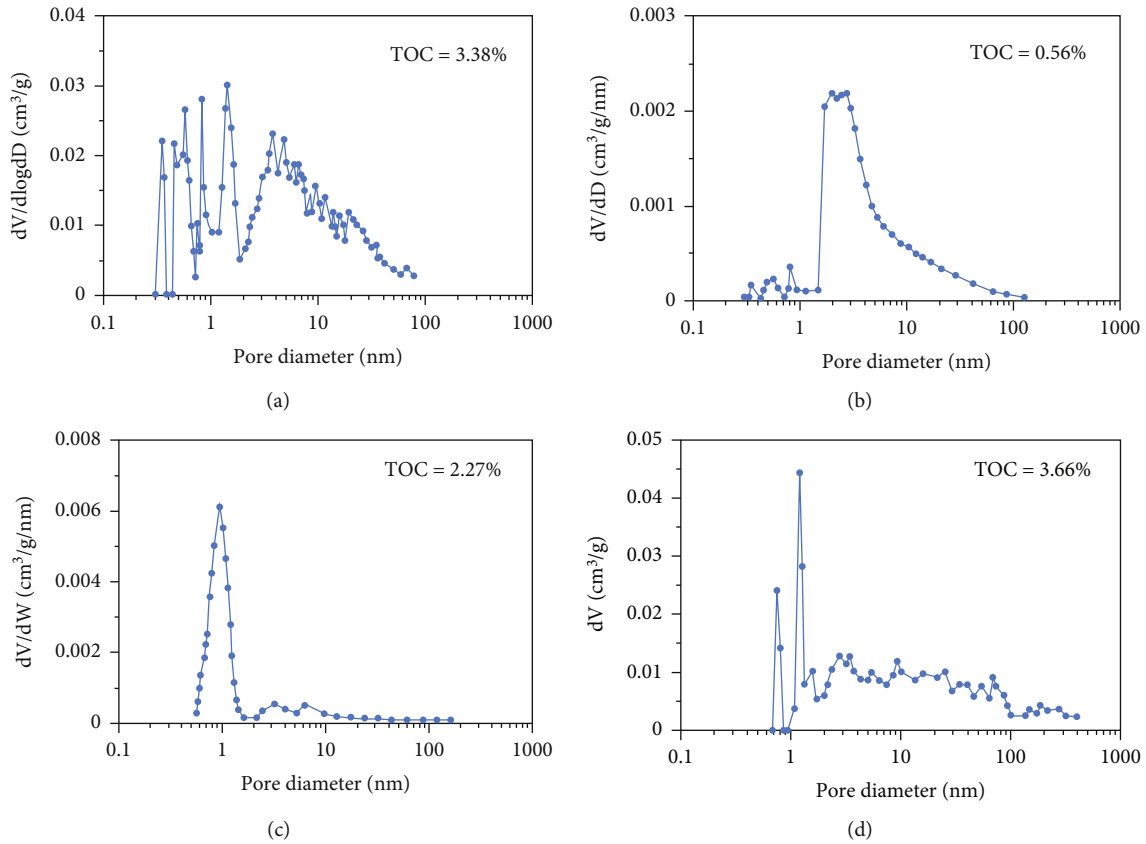 0.04
0.03
0.02
0.01
0
dV/dlogdD (cm³/g)
TOC = 3.38%
0.1
1
10
100
1000
Pore diameter (nm)
(a)
0.003
0.002
0.001
0
dV/dD (cm³/g/nm)
TOC = 0.56%
0.1
1
10
100
1000
Pore diameter (nm)
(b)
0.008
0.006
0.004
0.002
0
dV/dW (cm³/g/nm)
TOC = 2.27%
0.1
1
10
100
1000
Pore diameter (nm)
(c)
0.05
0.04
0.03
0.02
0.01
0
dV (cm³/g)
TOC = 3.66%
0.1
1
10
100
1000
Pore diameter (nm)
(d)